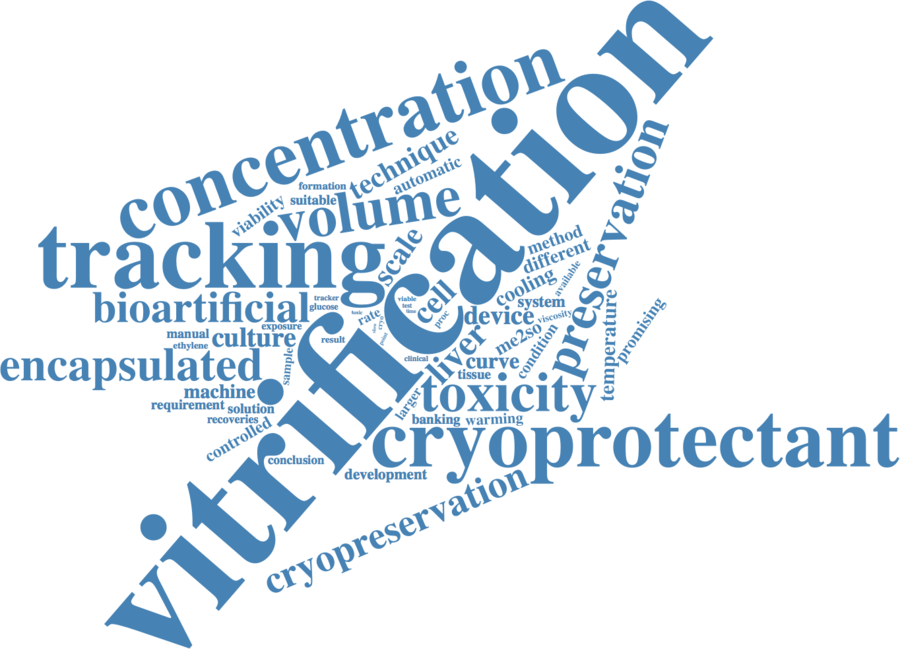 vitrification
concentration
technique
automatic
formation
suitable
viability
volume
tracking
scale
preservation
method
different
cooling
available
bioartificial
tracker
glucose
toxic
rate
viable
test
time
cell
proc
system
device
viscosity
me2so
manual
exposure
ethylene
culture
result
sample
encapsulated
clinical
liver
curve
tissue
condition
temperature
promising
machine
requirement
solution
recoveries
controlled
larger
toxicity
banking
warming
cryoprotectant
conclusion
development
cryopreservation